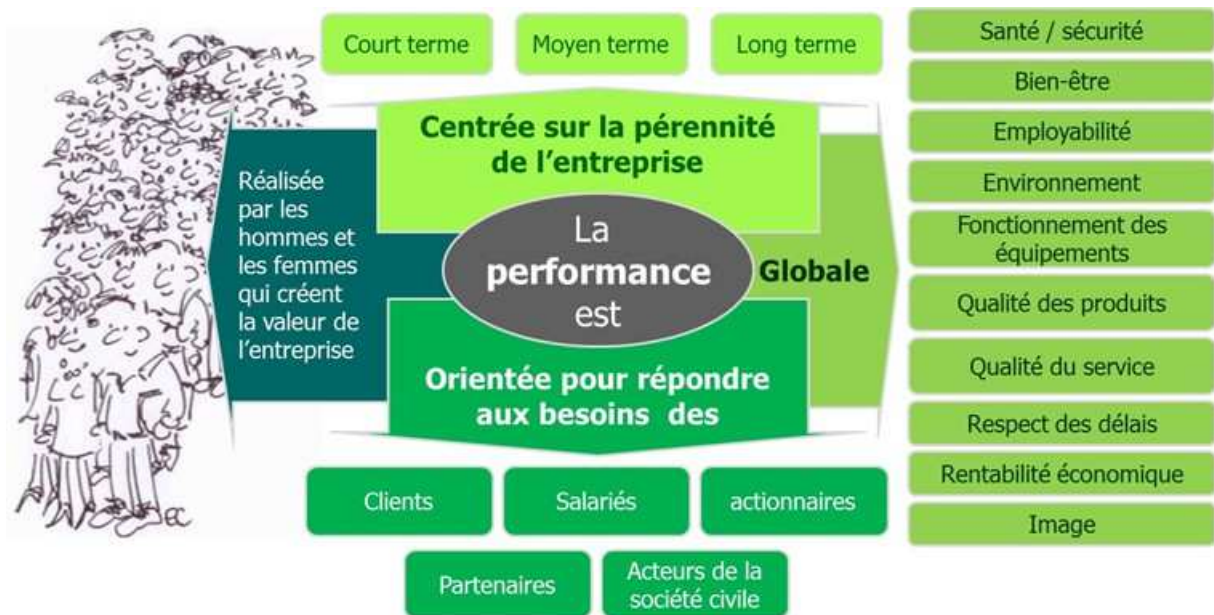 Court terme
Moyen terme
Long terme
Centrée sur la pérennité
de l’entreprise
Réalisée
par les
hommes et
les femmes
qui créent
la valeur de
l’entreprise
La
performance
est
Globale
Orientée pour répondre
aux besoins des
Clients
Salariés
actionnaires
Partenaires
Acteurs de la
société civile
Santé / sécurité
Bien-être
Employabilité
Environnement
Fonctionnement des
équipements
Qualité des produits
Qualité du service
Respect des délais
Rentabilité économique
Image
EC